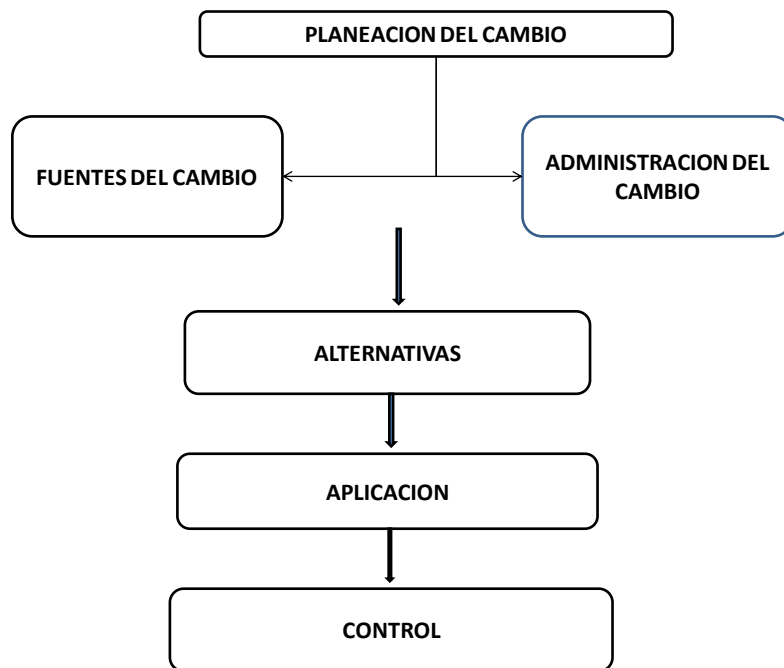 PLANEACION DEL CAMBIO
FUENTES DEL CAMBIO
ADMINISTRACION DEL
CAMBIO
ALTERNATIVAS
APLICACION
CONTROL